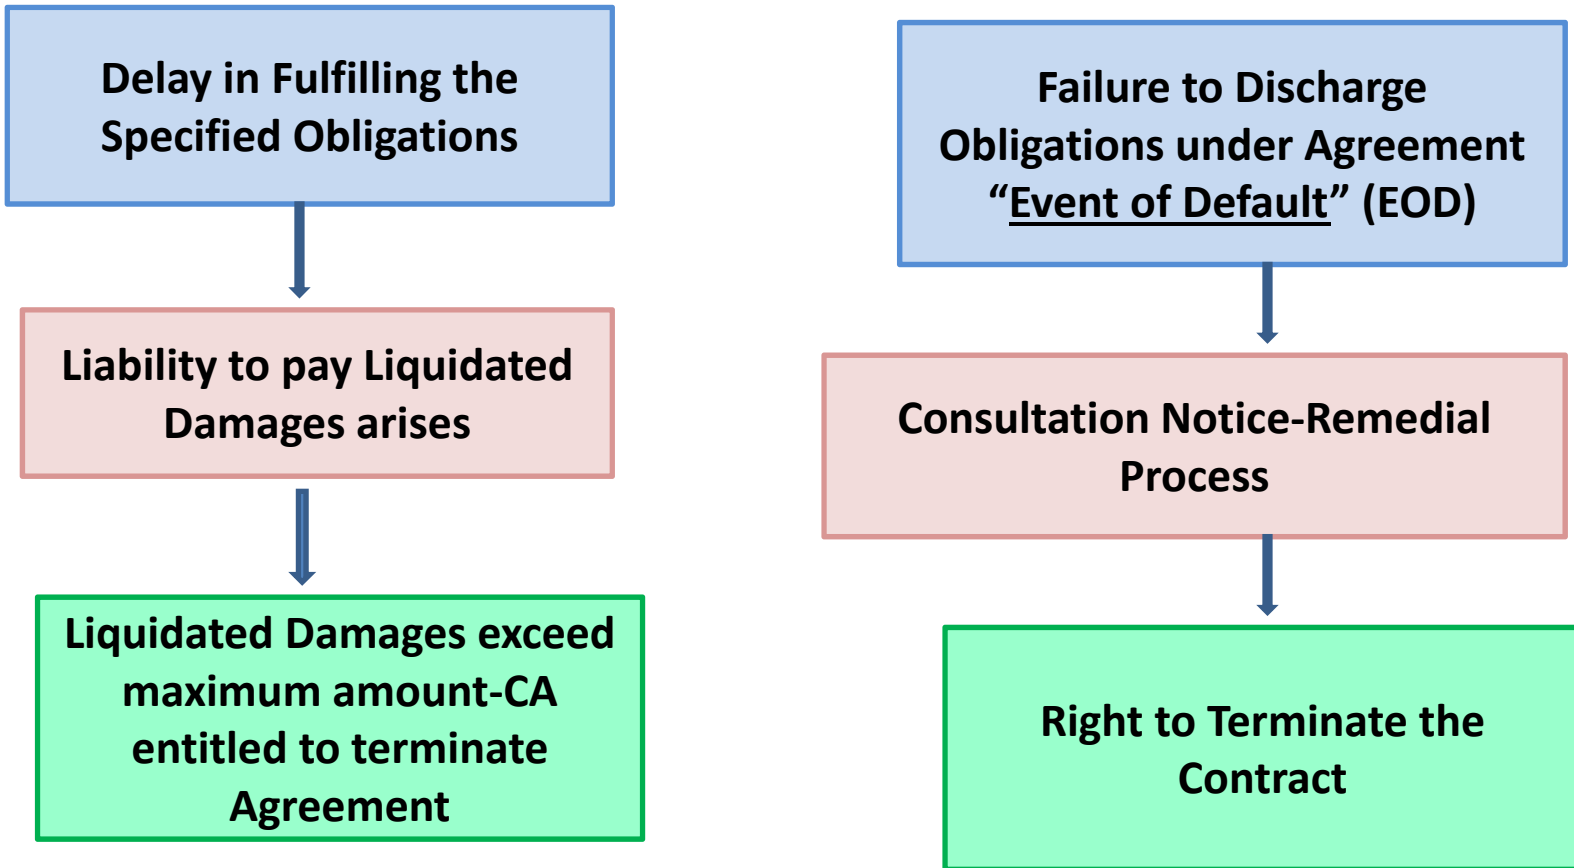 Delay in Fulfilling the
Specified Obligations
Liability to pay Liquidated
Damages arises
Liquidated Damages exceed
maximum amount-CA
entitled to terminate
Agreement
Failure to Discharge
Obligations under Agreement
“Event of Default” (EOD)
Consultation Notice-Remedial
Process
Right to Terminate the
Contract